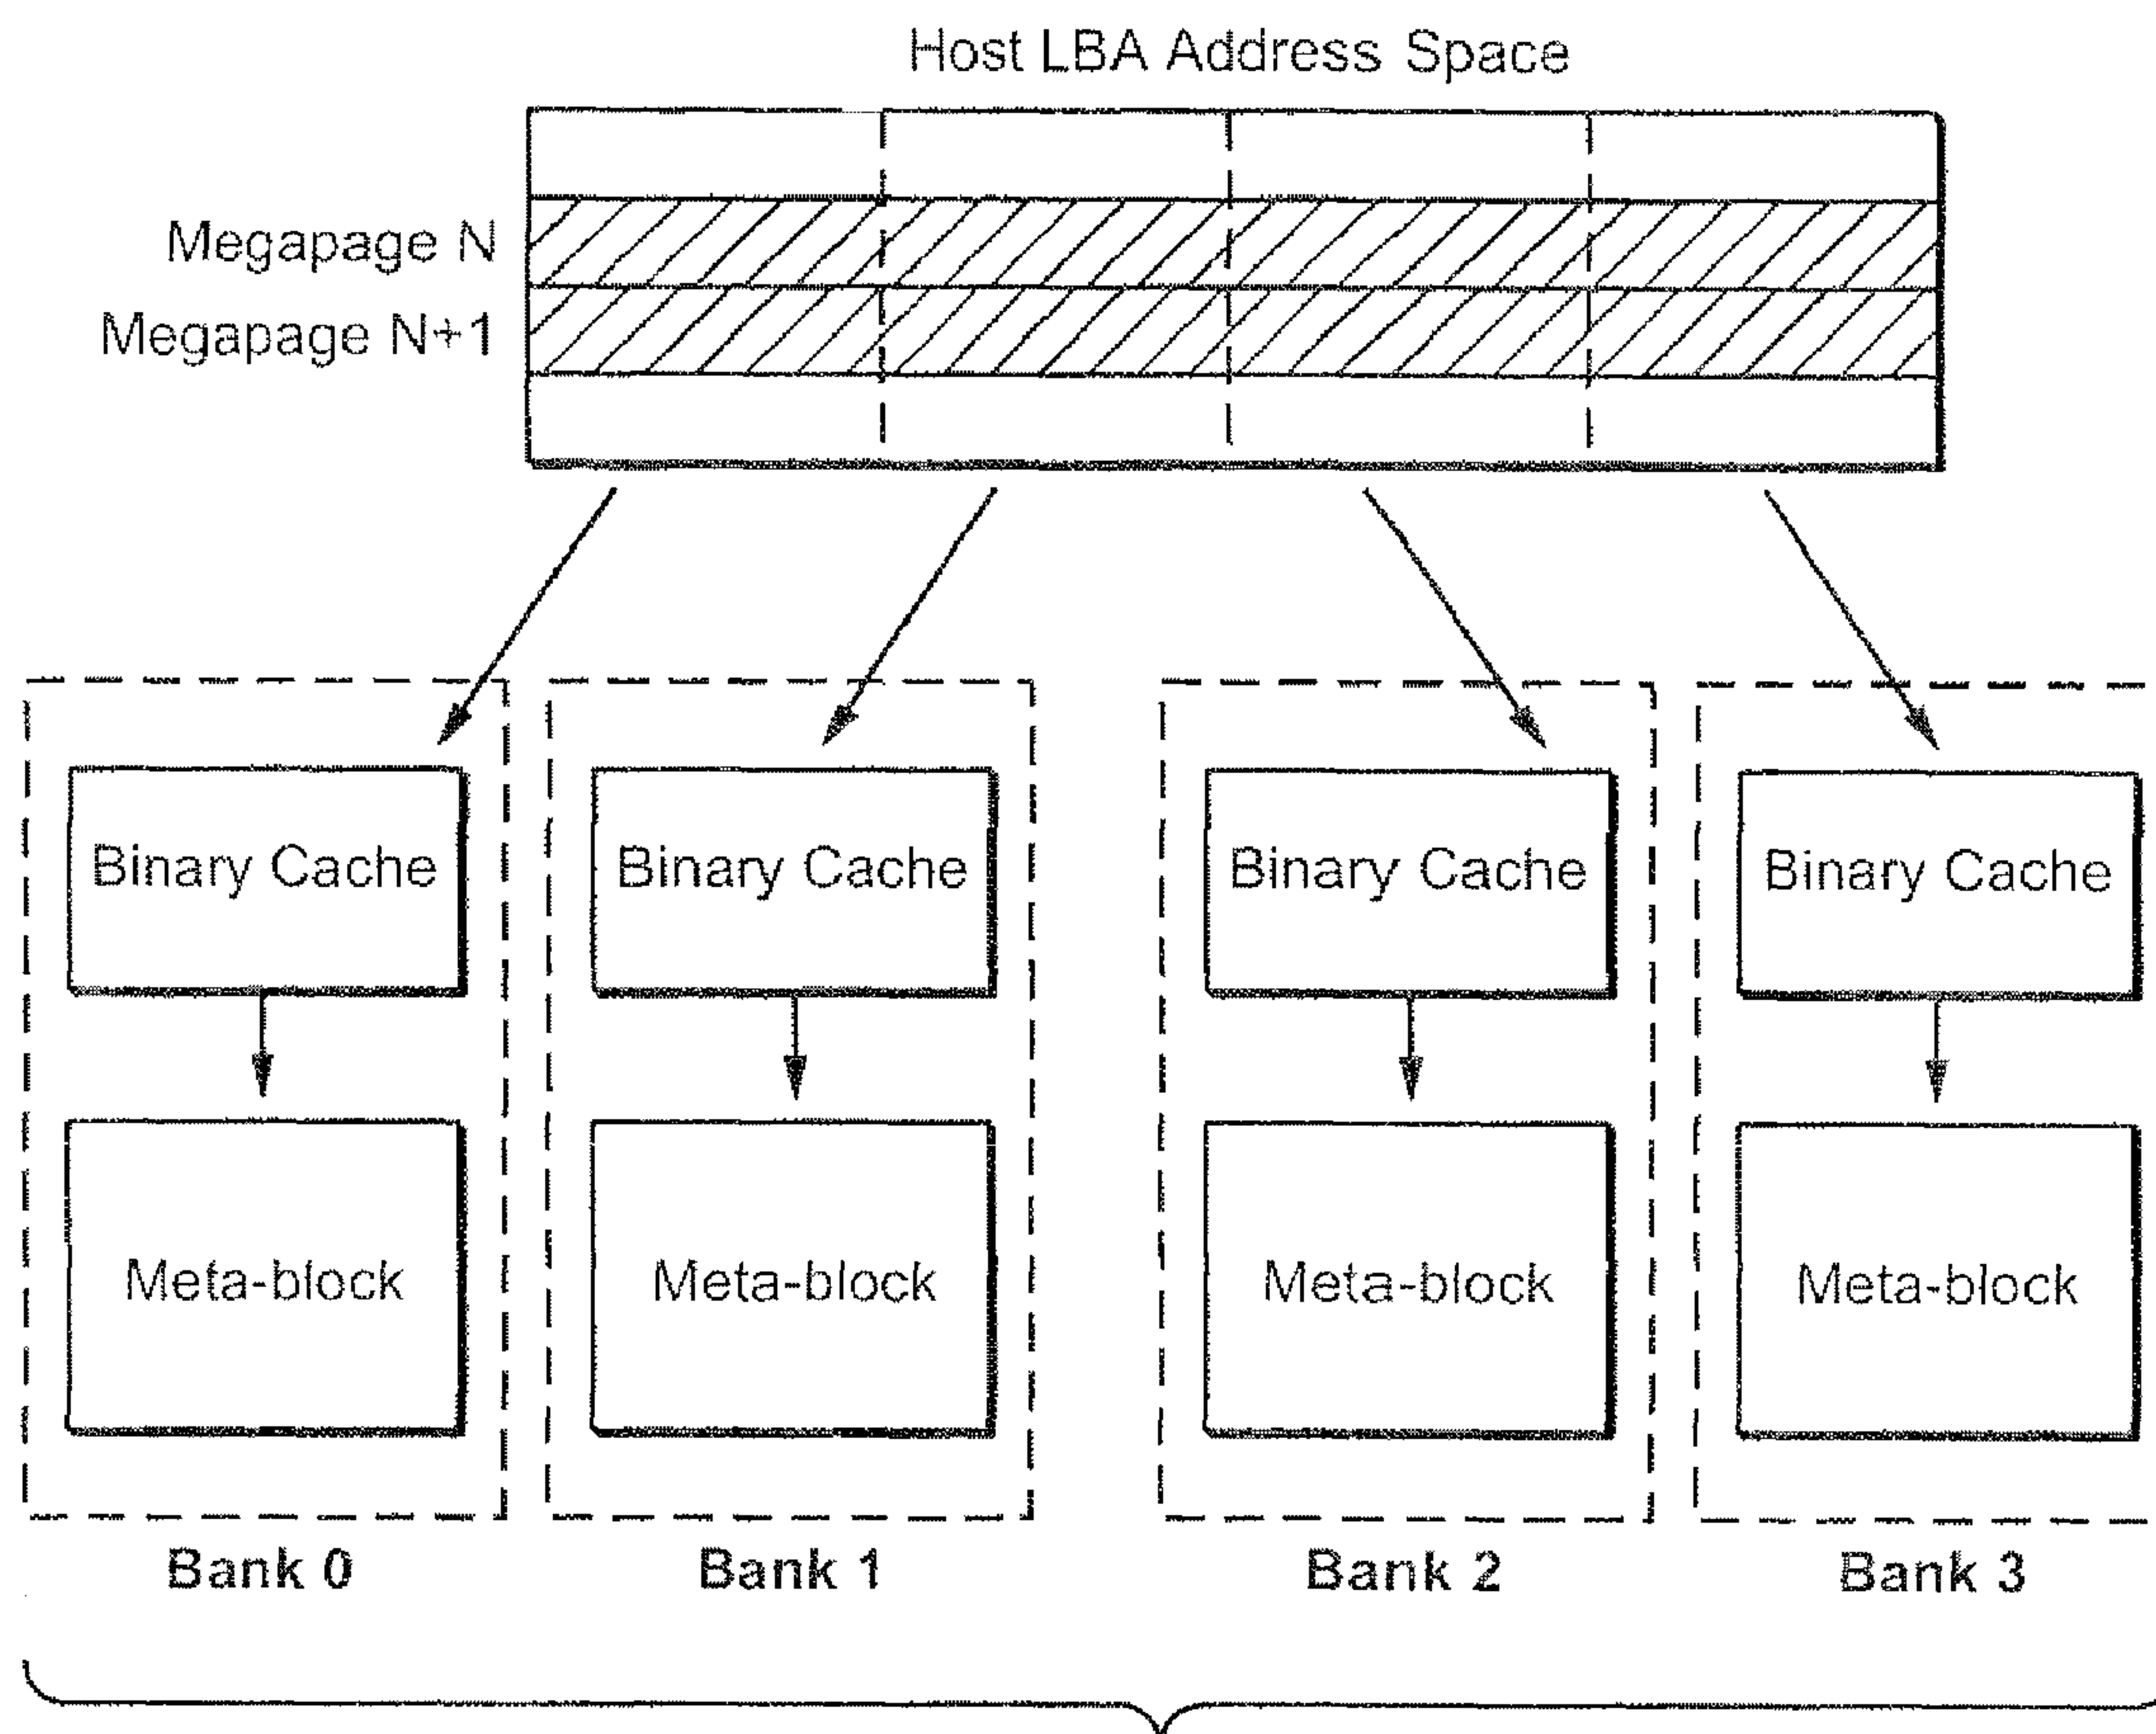 Host LBA Address Space
Megapage N
Megapage N+1
Binary Cache Binary Cache Binary Cache Binary Cache
Meta-block Meta-block Meta-block Meta-block
Bank 0 Bank 1 Bank 2 Bank 3